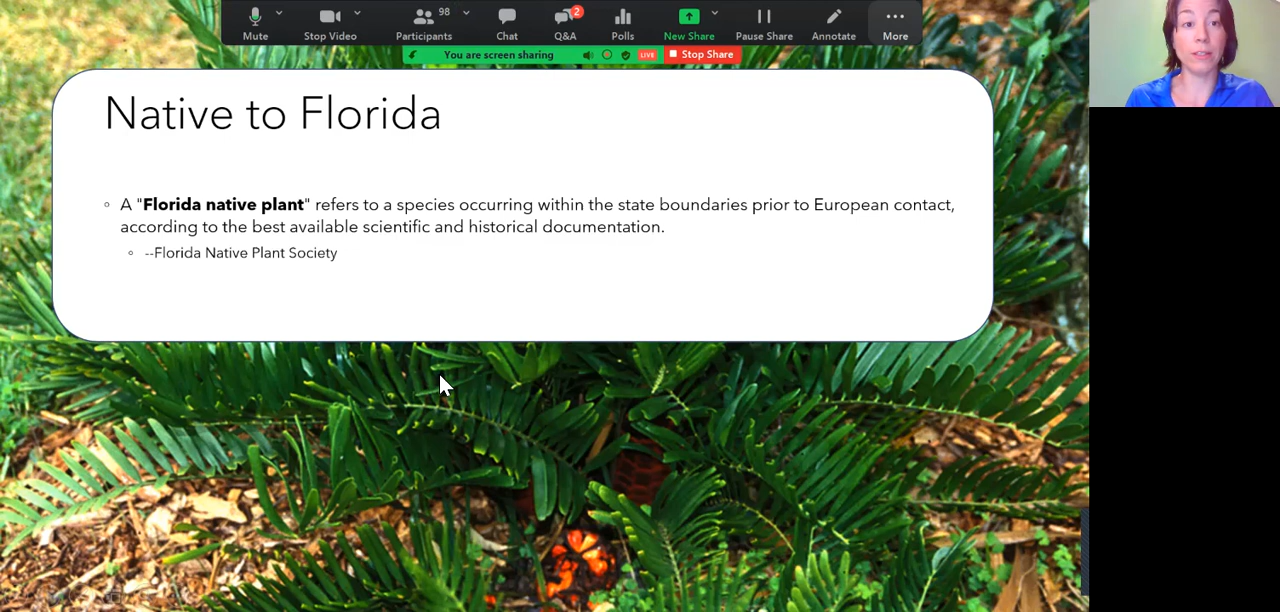 98
2
Mute
Stop Video
Participants
Chat
Q&A
Polls
New Share
Pause Share
Annotate
More
You are screen sharing
LIVE
Stop Share
Native to Florida
A "Florida native plant" refers to a species occurring within the state boundaries prior to European contact,
according to the best available scientific and historical documentation.
--Florida Native Plant Society